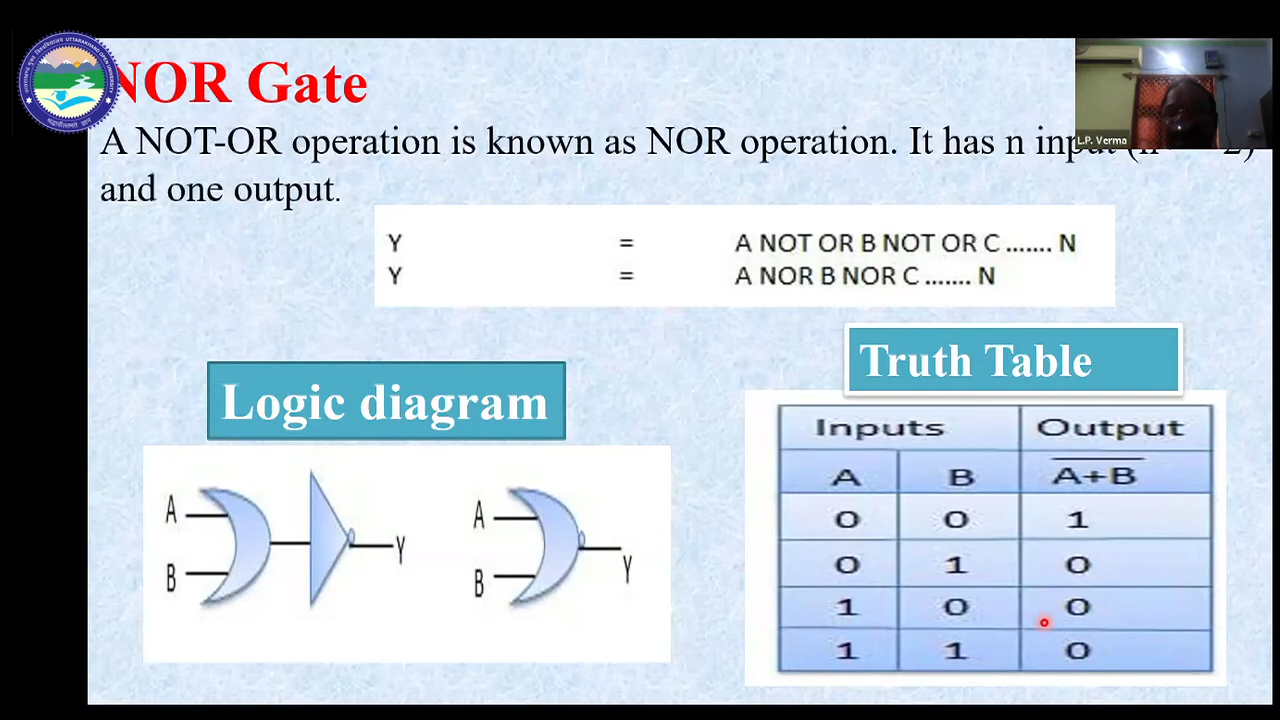 NOR Gate
L.P. Verma
A NOT-OR operation is known as NOR operation. It has n input
and one output.
Y = A NOT OR B NOT OR C ....... N
Y = A NOR B NOR C ....... N
Logic diagram
A
B
Y
A
B
Y
Truth Table
Inputs Output
A B A+B
0 0 1
0 1 0
1 0 0
1 1 0